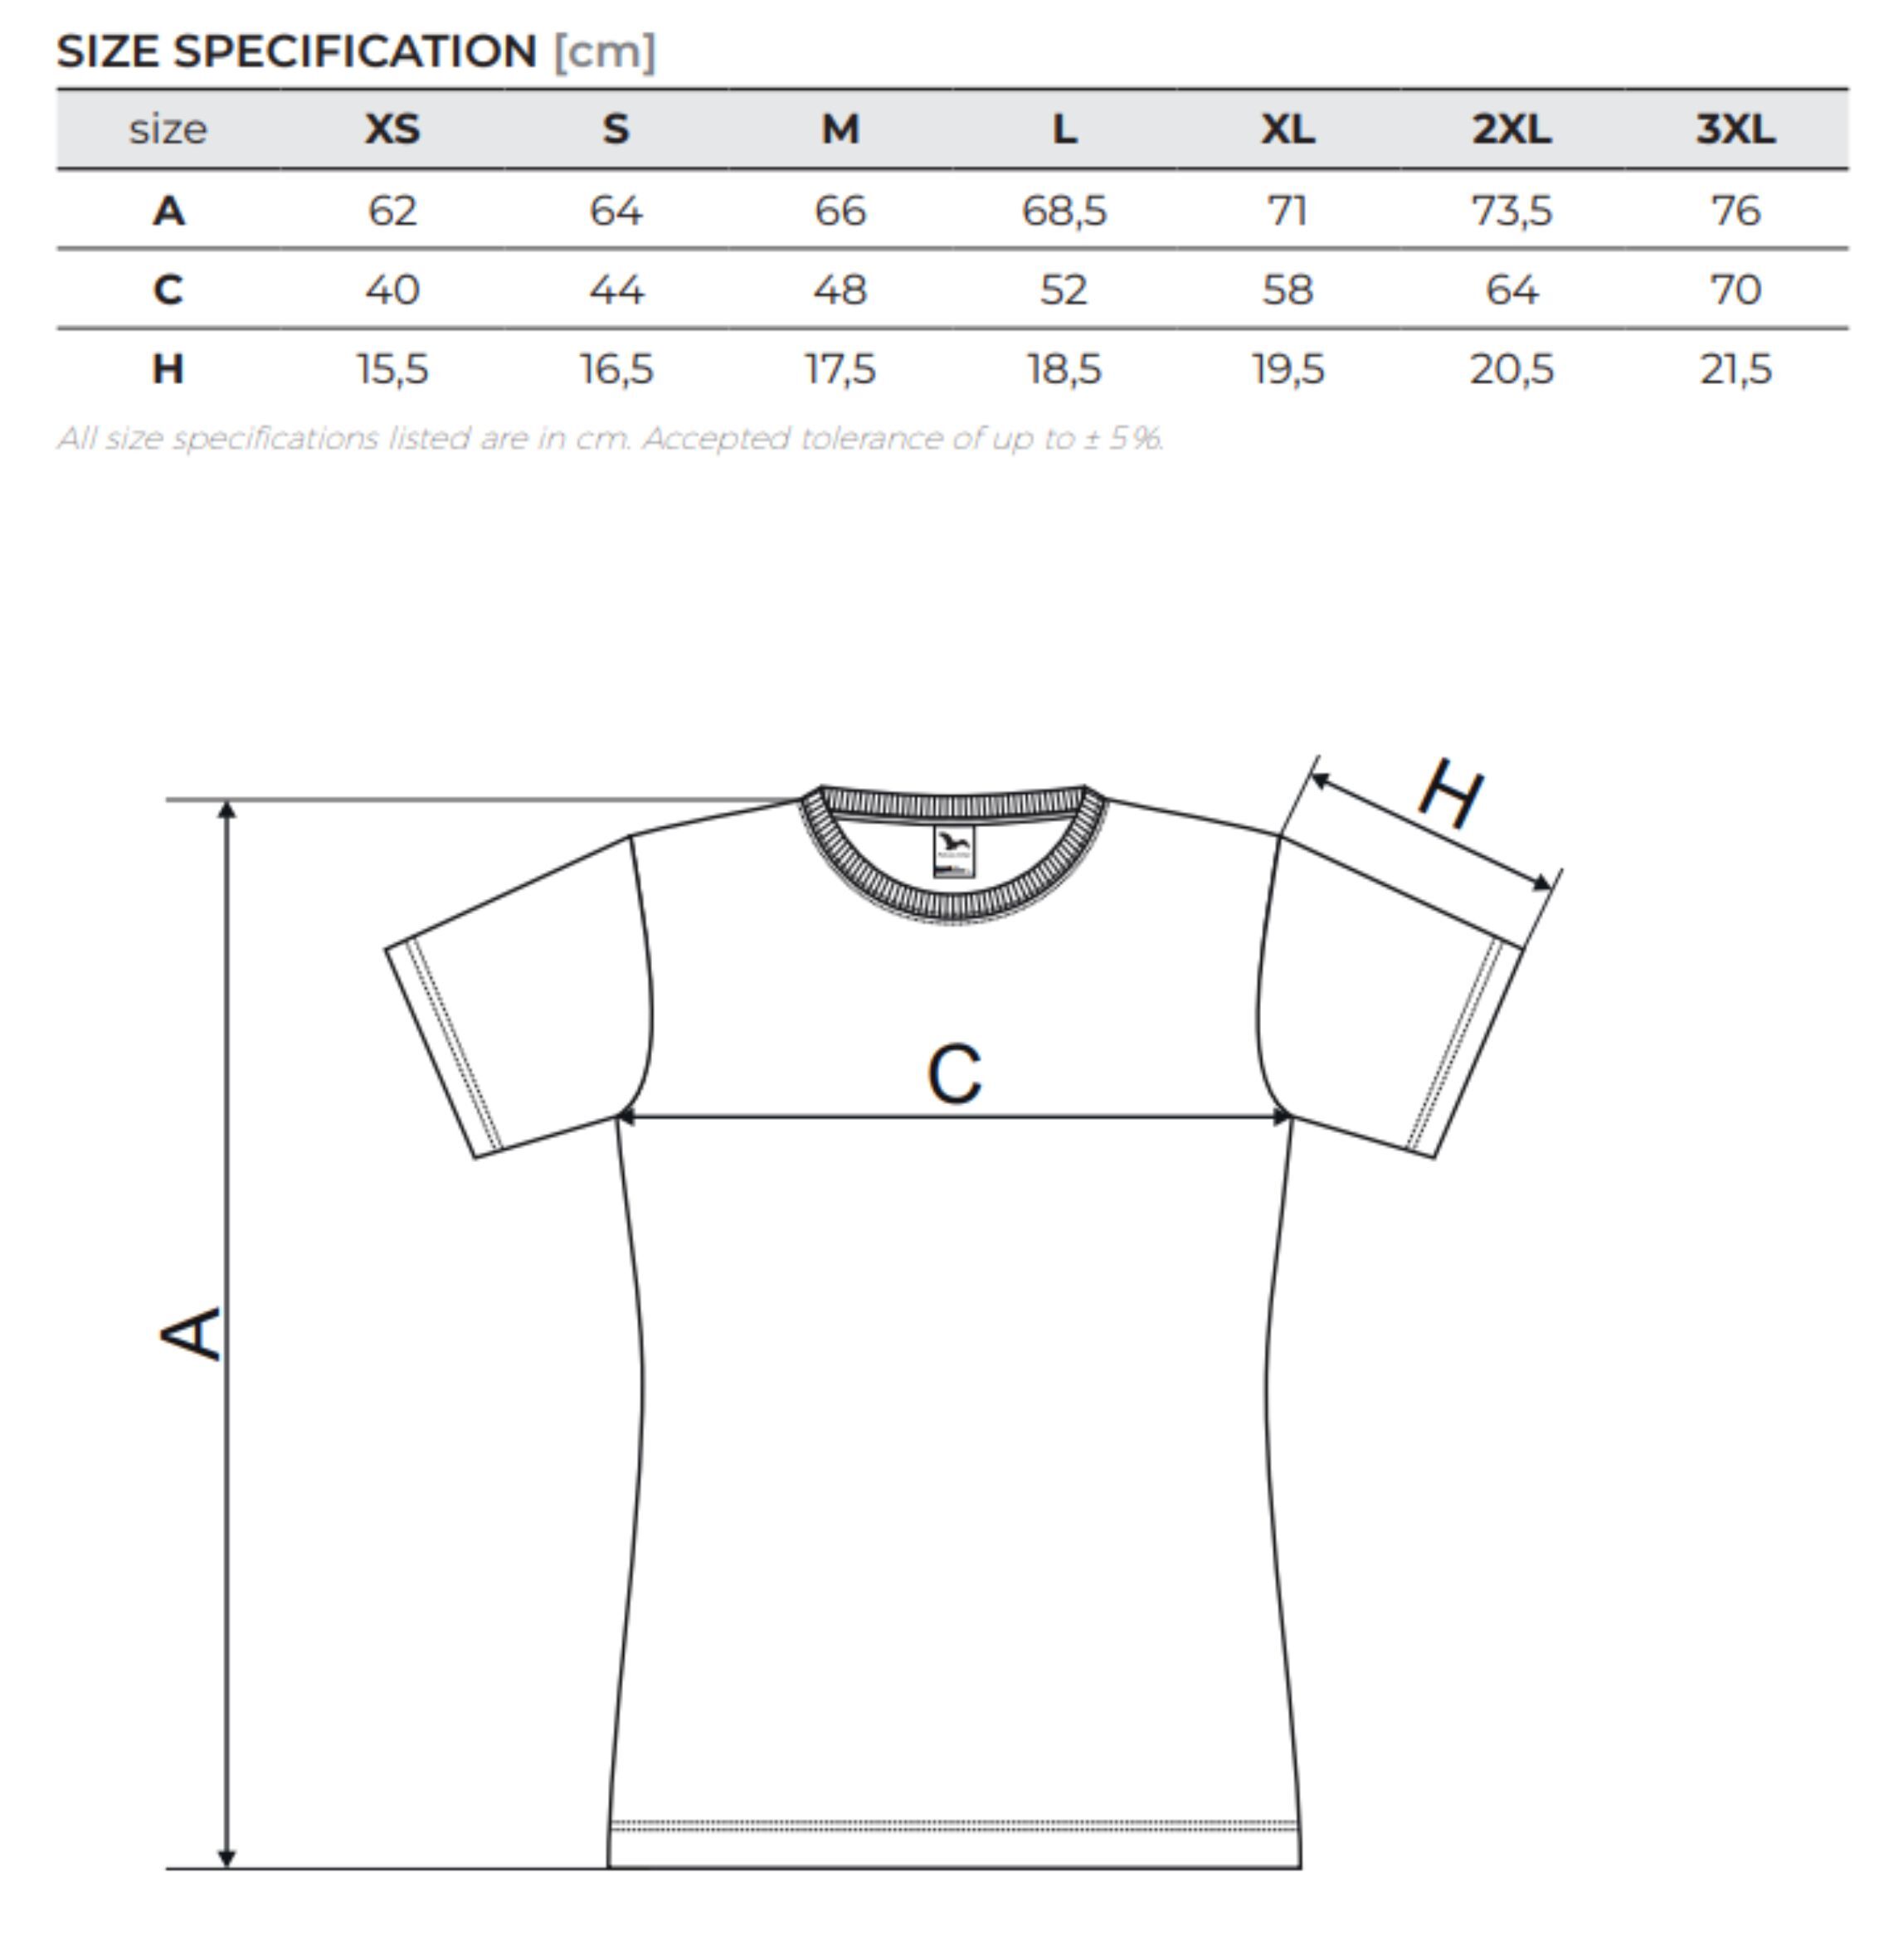 SIZE SPECIFICATION [cm]
size XS S M L XL 2XL 3XL
A 62 64 66 68,5 71 73,5 76
C 40 44 48 52 58 64 70
H 15,5 16,5 17,5 18,5 19,5 20,5 21,5
All size specifications listed are in cm. Accepted tolerance of up to ± 5 %.
H
C
A